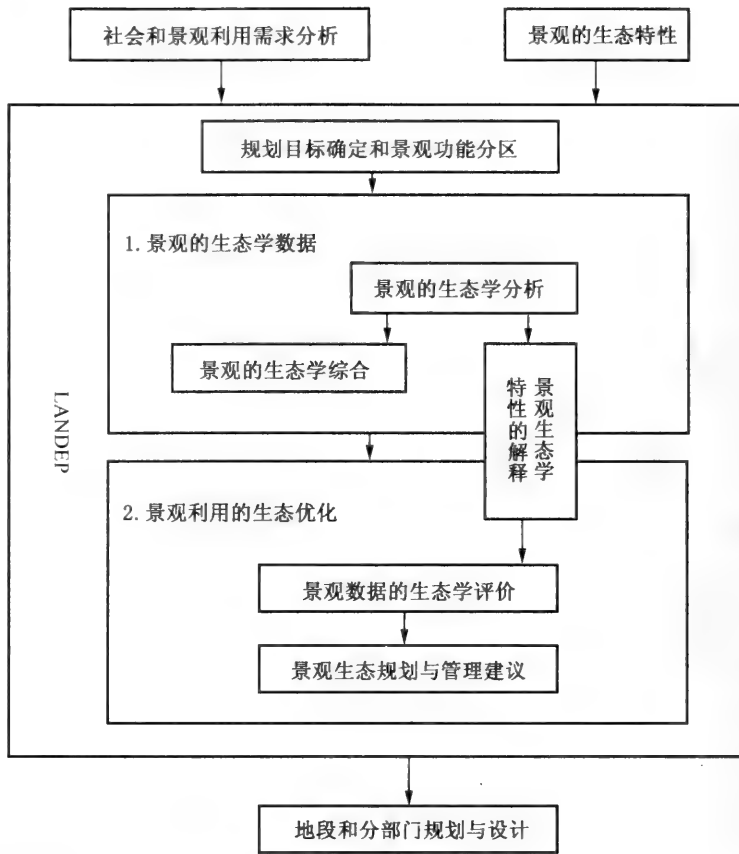 社会和景观利用需求分析
景观的生态特性
规划目标确定和景观功能分区
1. 景观的生态学数据
景观的生态学分析
景观的生态学综合
景观生态学
特性的解释
LANDEP
2. 景观利用的生态优化
景观数据的生态学评价
景观生态规划与管理建议
地段和分部门规划与设计